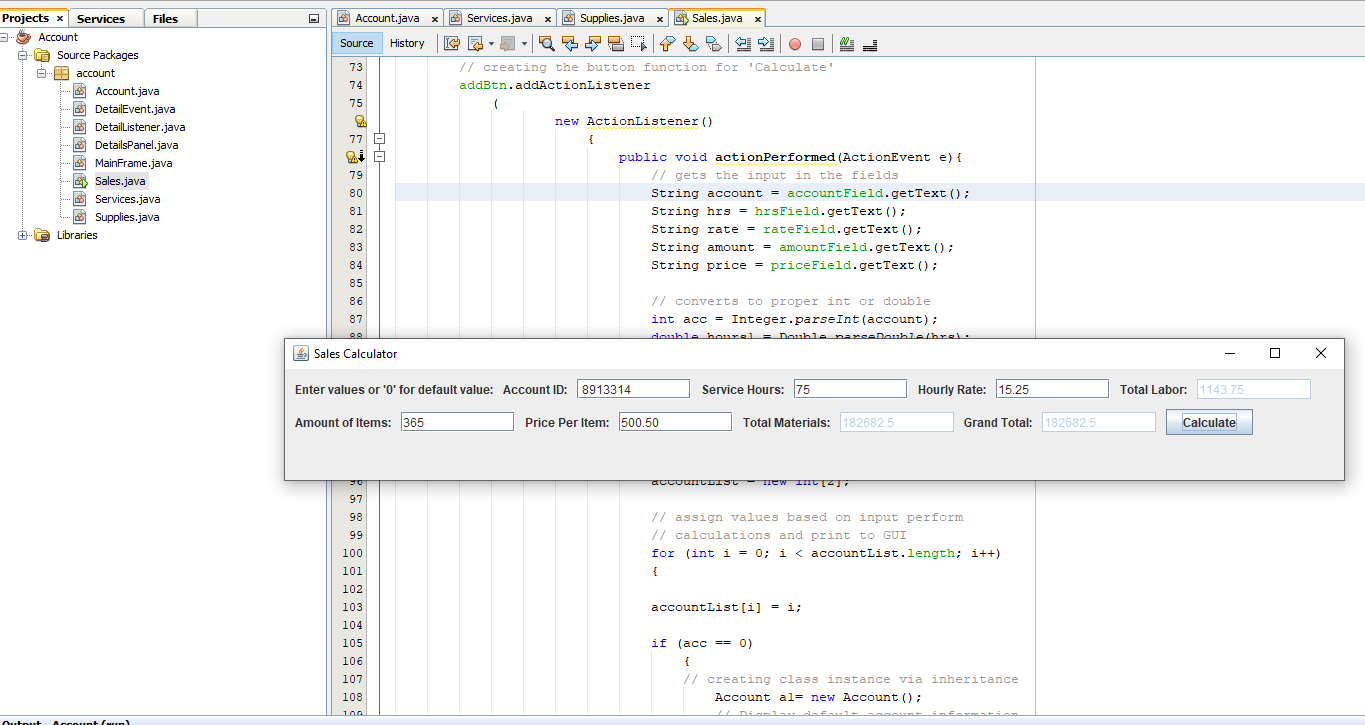 Projects × Services Files
Account
Source Packages
account
Account.java
DetailEvent.java
DetailListener.java
DetailsPanel.java
MainFrame.java
Sales.java
Services.java
Supplies.java
Libraries
Account.java × Services.java × Supplies.java × Sales.java ×
Source History
73 // creating the button function for 'Calculate'
74 addBtn.addActionListener
75 (
new ActionListener()
77 {
public void actionPerformed(ActionEvent e){
79 // gets the input in the fields
80 String account = accountField.getText();
81 String hrs = hrsField.getText();
82 String rate = rateField.getText();
83 String amount = amountField.getText();
84 String price = priceField.getText();
85
86 // converts to proper int or double
87 int acc = Integer.parseInt(account);
88 double hours1 = Double.parseDouble(hrs);
Sales Calculator
Enter values or '0' for default value: Account ID: 8913314 Service Hours: 75 Hourly Rate: 15.25 Total Labor: 1143.75
Amount of Items: 365 Price Per Item: 500.50 Total Materials: 182682.5 Grand Total: 182682.5 Calculate
96 accountList = new int[2];
97
98 // assign values based on input perform
99 // calculations and print to GUI
100 for (int i = 0; i < accountList.length; i++)
101 {
102
103 accountList[i] = i;
104
105 if (acc == 0)
106 {
107 // creating class instance via inheritance
108 Account a1= new Account();
109 // Display default account information
Output - Account (run)